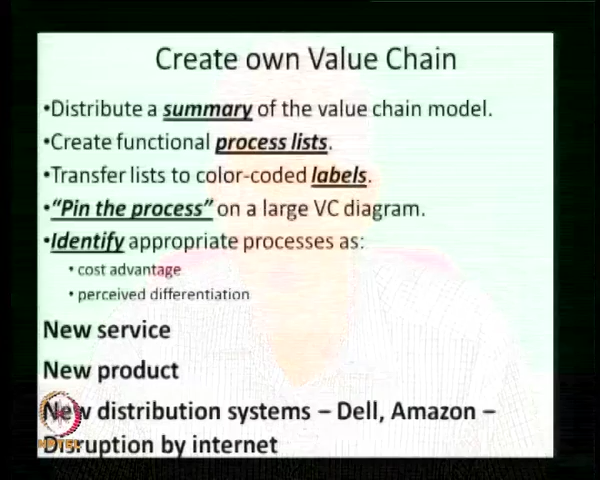 Create own Value Chain
•Distribute a summary of the value chain model.
•Create functional process lists.
•Transfer lists to color-coded labels.
•"Pin the process" on a large VC diagram.
•Identify appropriate processes as:
• cost advantage
• perceived differentiation
New service
New product
New distribution systems – Dell, Amazon –
Disruption by internet
NPTEL